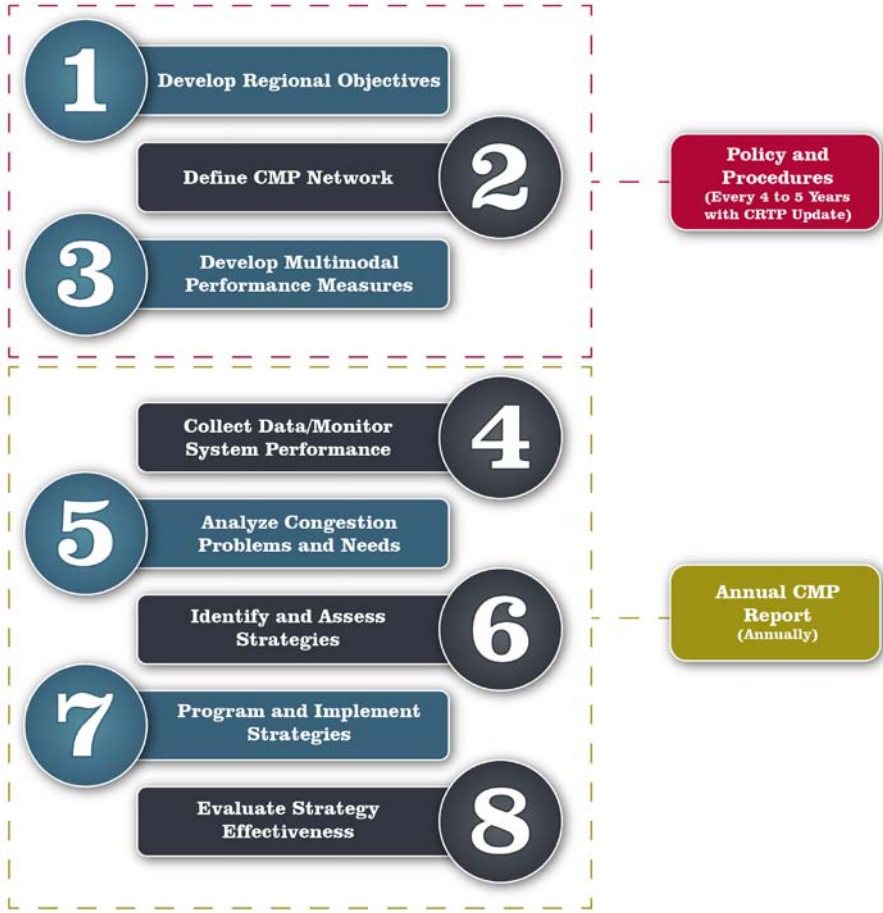 1
Develop Regional Objectives
Define CMP Network
2
3
Develop Multimodal
Performance Measures
Policy and
Procedures
(Every 4 to 5 Years
with CRTP Update)
Collect Data/Monitor
System Performance
4
5
Analyze Congestion
Problems and Needs
Identify and Assess
Strategies
6
7
Program and Implement
Strategies
Evaluate Strategy
Effectiveness
8
Annual CMP
Report
(Annually)